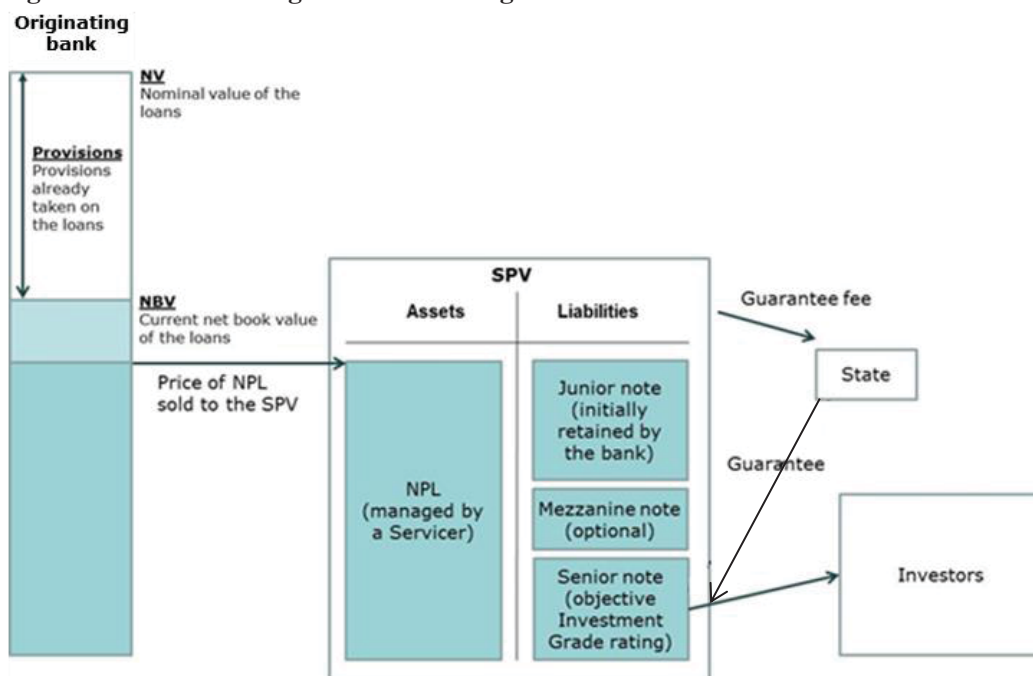 Originating
bank
NV
Nominal value of the
loans
Provisions
Provisions
already
taken on
the loans
NBV
Current net book value
of the loans
Price of NPL
sold to the SPV
SPV
Assets
Liabilities
NPL
(managed by
a Servicer)
Junior note
(initially
retained by
the bank)
Mezzanine note
(optional)
Senior note
(objective
Investment
Grade rating)
Guarantee fee
State
Guarantee
Investors